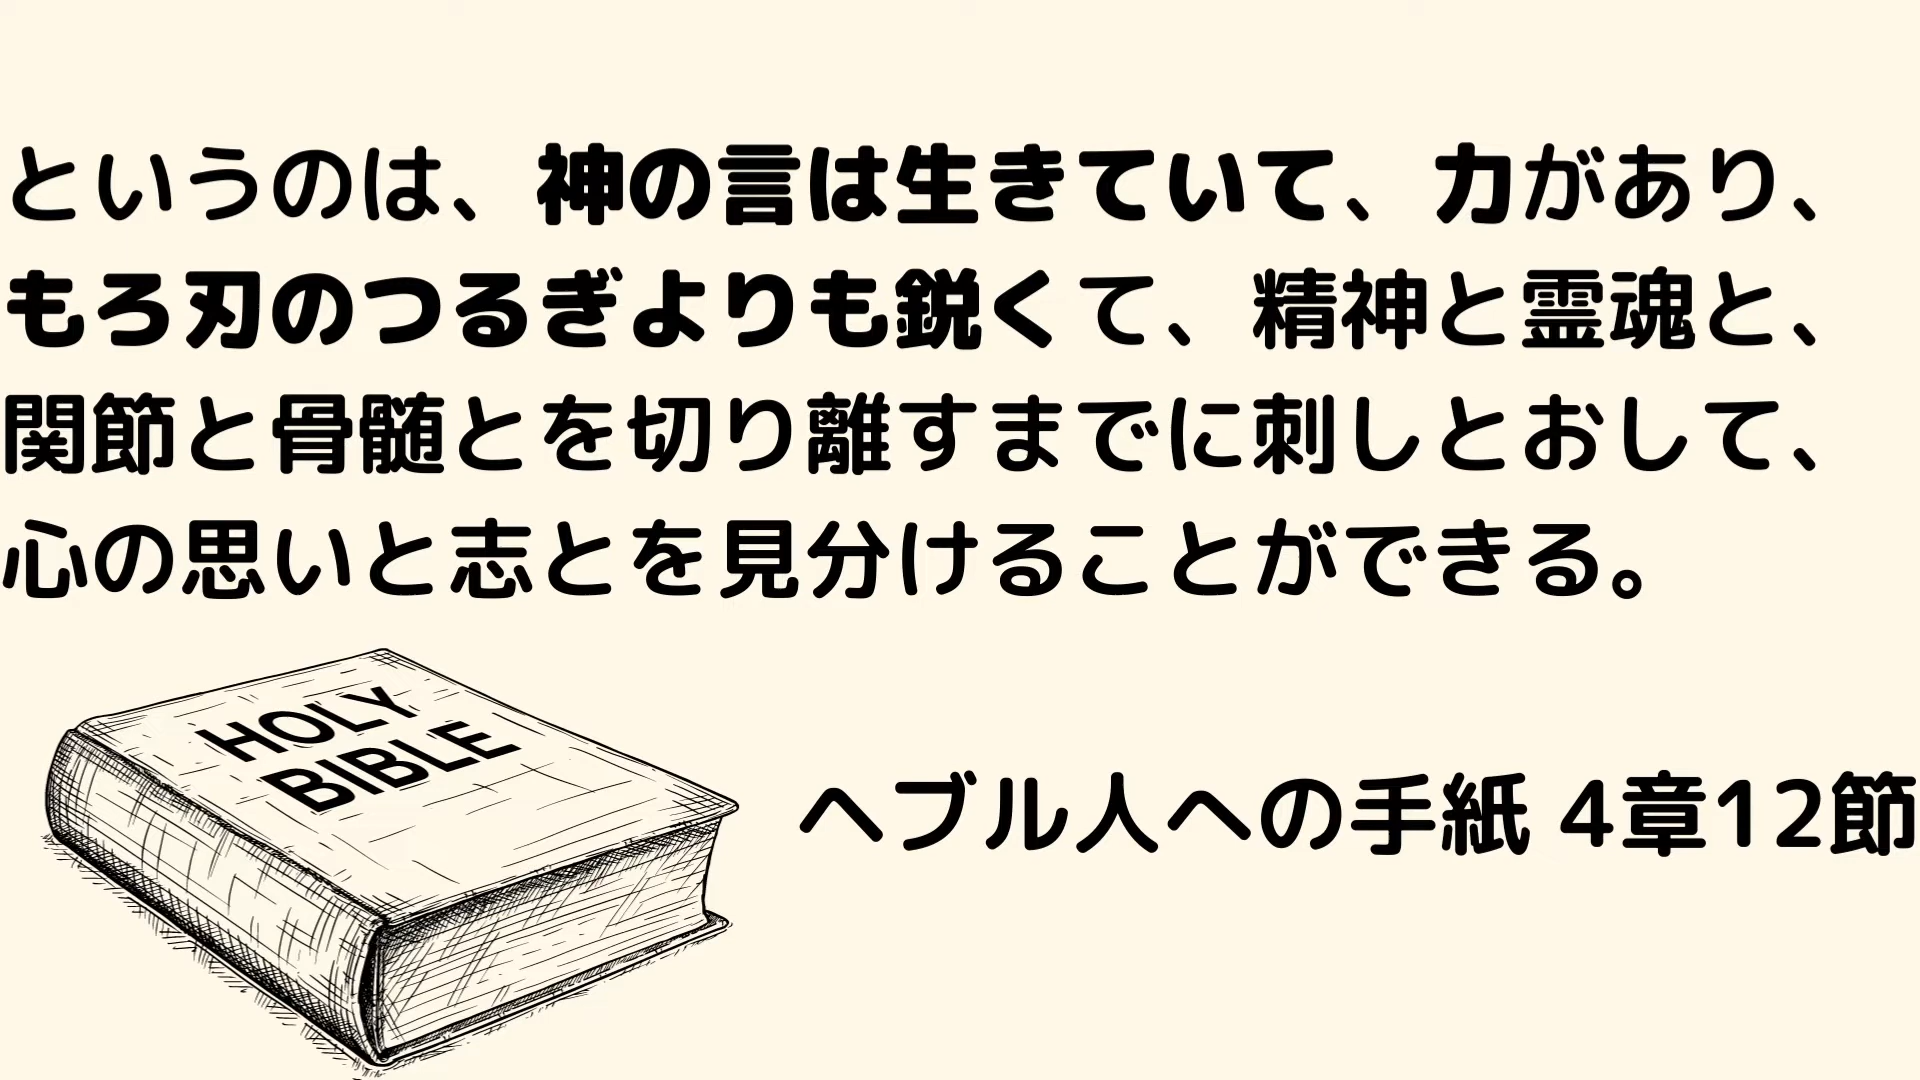 というのは、神の言は生きていて、力があり、
もろ刃のつるぎよりも鋭くて、精神と霊魂と、
関節と骨髄とを切り離すまでに刺しとおして、
心の思いと志とを見分けることができる。
HOLY
BIBLE
ヘブル人への手紙 4章12節